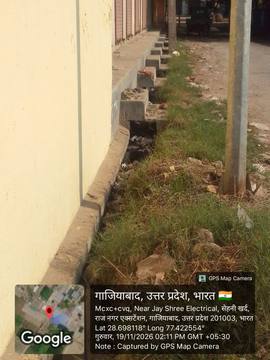 GPS Map Camera
गाजियाबाद, उत्तर प्रदेश, भारत 🇮🇳
Mcxc+cvq, Near Jay Shree Electrical, सेहनी खुर्द,
राज नगर एक्सटेंशन, गाजियाबाद, उत्तर प्रदेश 201003, भारत
Lat 28.698118° Long 77.422554°
गुरुवार, 19/11/2026 02:11 PM GMT +05:30
Note : Captured by GPS Map Camera
Google